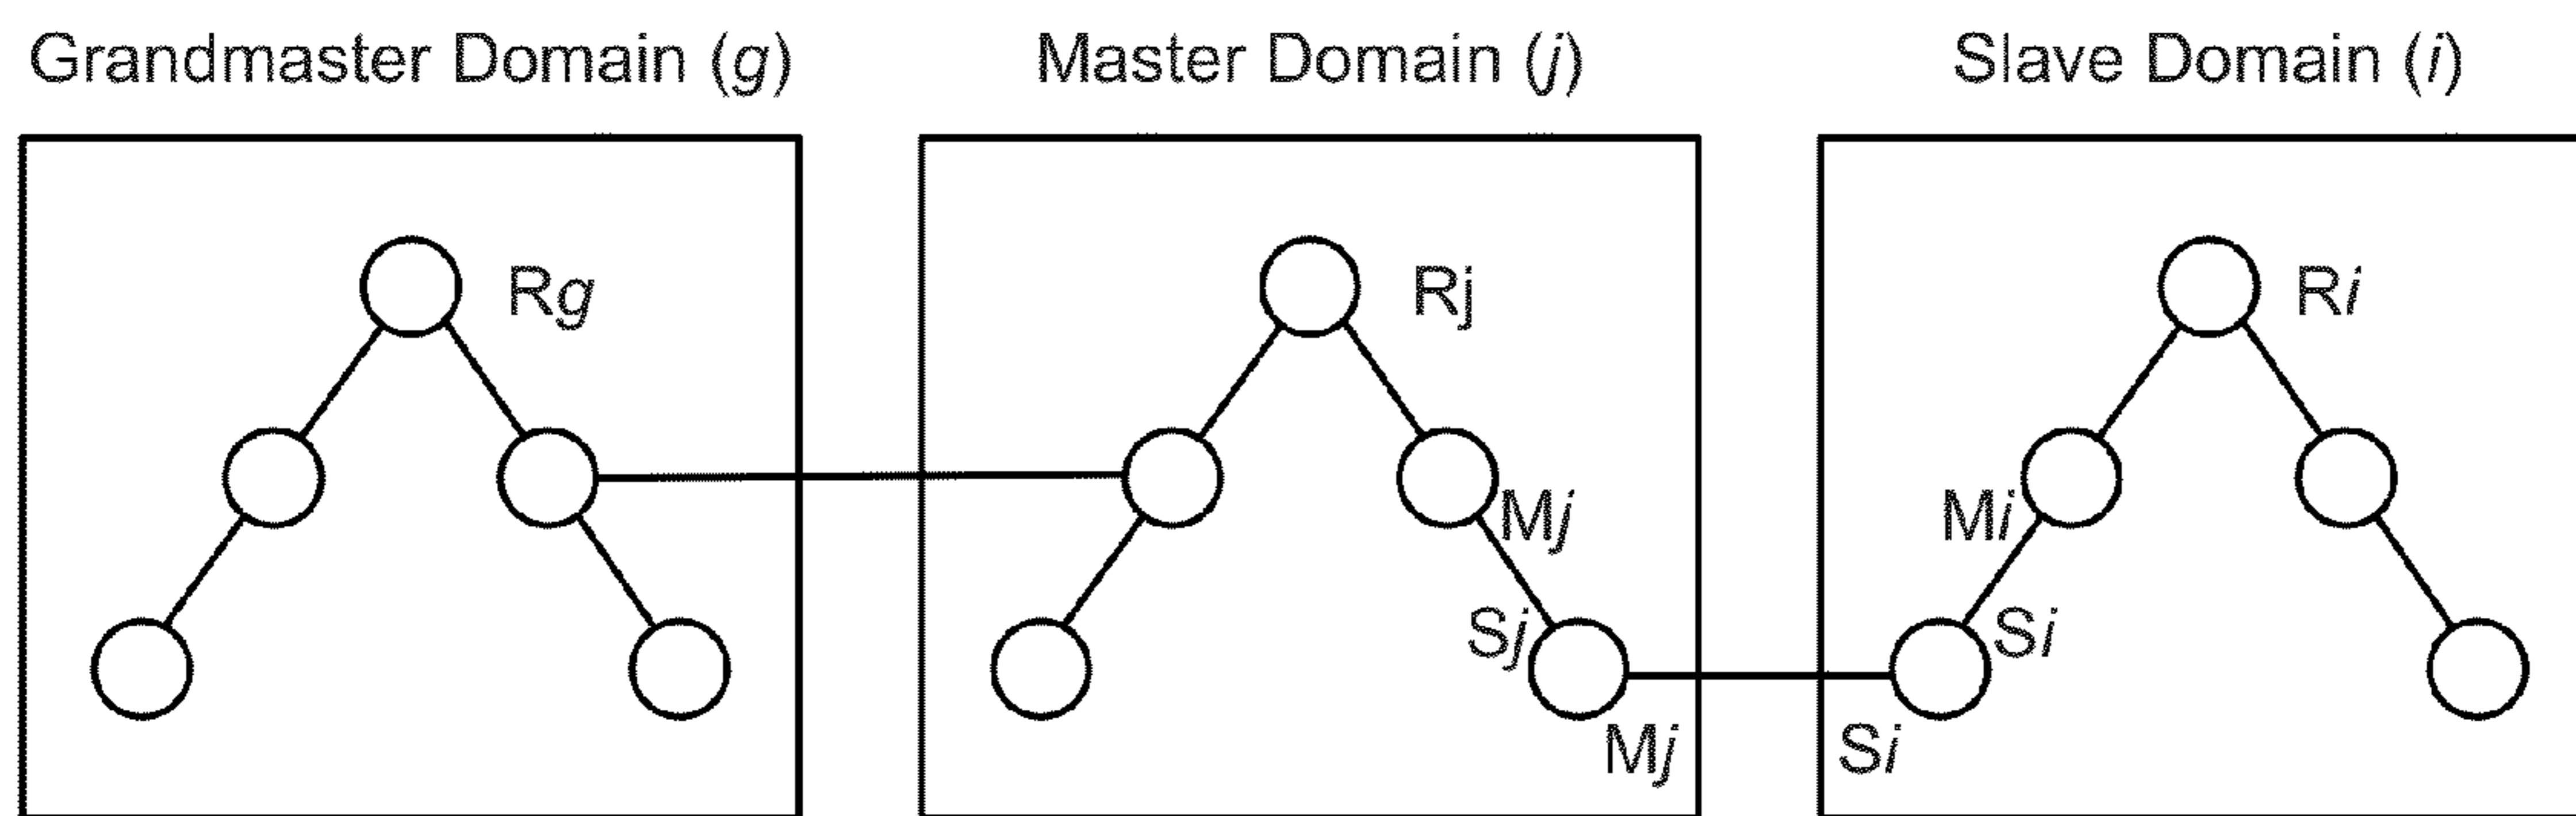 Grandmaster Domain (g) Master Domain (j) Slave Domain (i)
Rg Rj Ri
Mj Mi
Sj Si
Mj Si